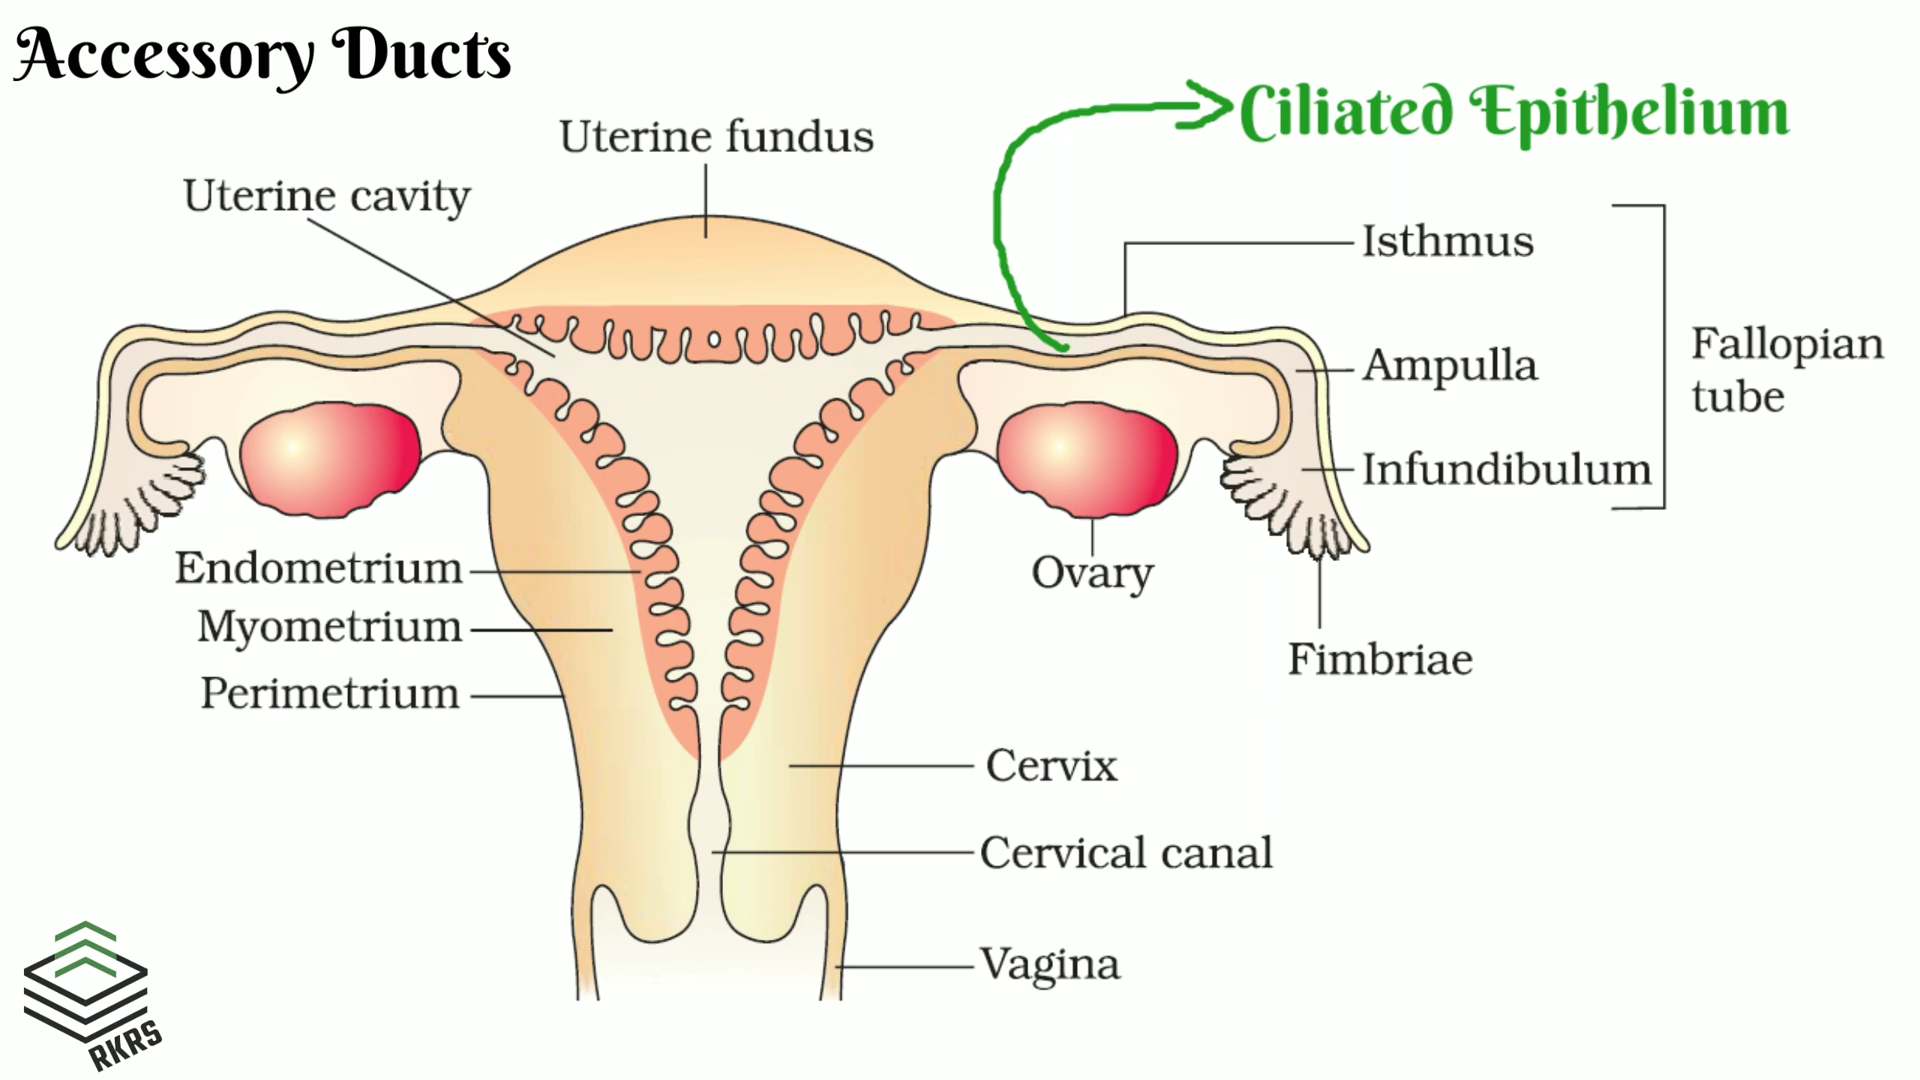 Accessory Ducts
Ciliated Epithelium
Uterine fundus
Uterine cavity
Isthmus
Ampulla
Fallopian
tube
Infundibulum
Endometrium
Ovary
Myometrium
Fimbriae
Perimetrium
Cervix
Cervical canal
Vagina
RKRS